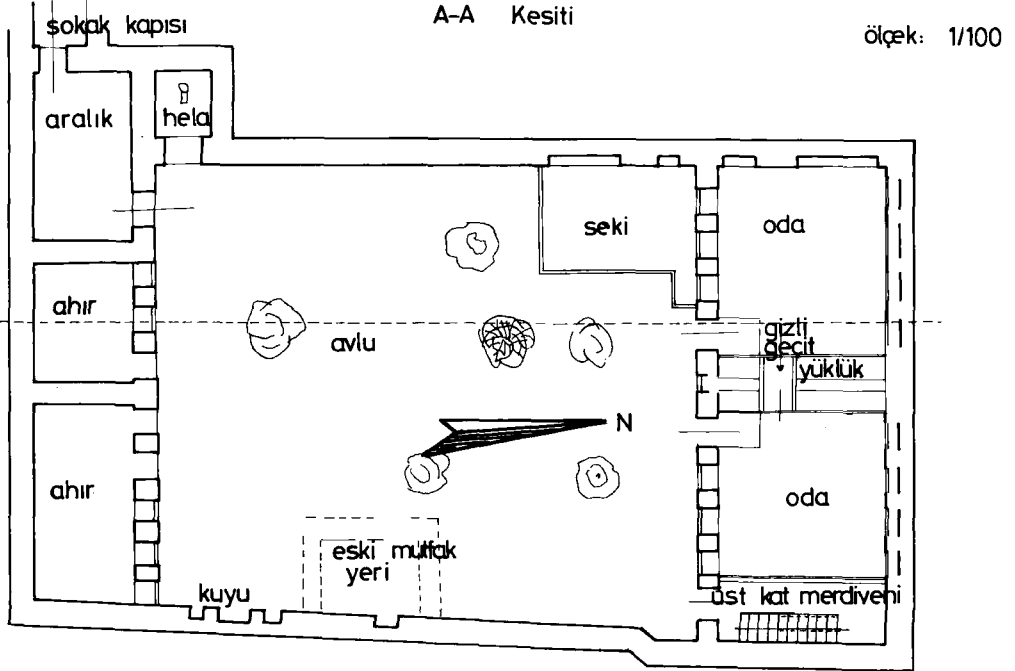 A-A Kesiti
ölçek: 1/100
sokak kapısı
aralık
hela
seki
oda
ahır
avlu
gizli
geçit
yüklük
N
ahır
oda
eski mutfak
yeri
kuyu
üst kat merdiveni